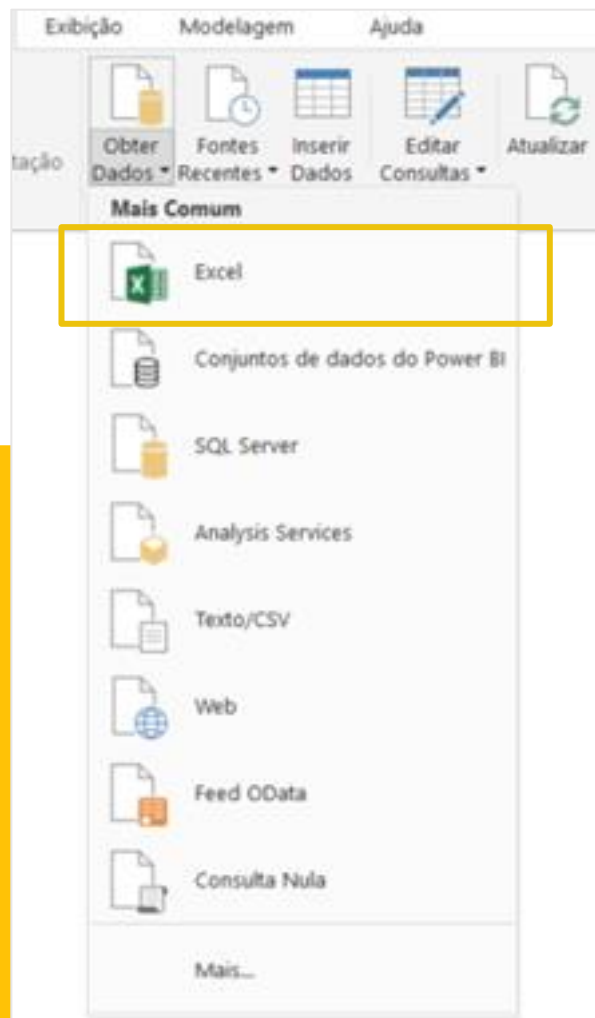 Exibição Modelagem Ajuda
tação
Obter Dados
Fontes Recentes
Inserir Dados
Editar Consultas
Atualizar
Mais Comum
Excel
Conjuntos de dados do Power BI
SQL Server
Analysis Services
Texto/CSV
Web
Feed OData
Consulta Nula
Mais...